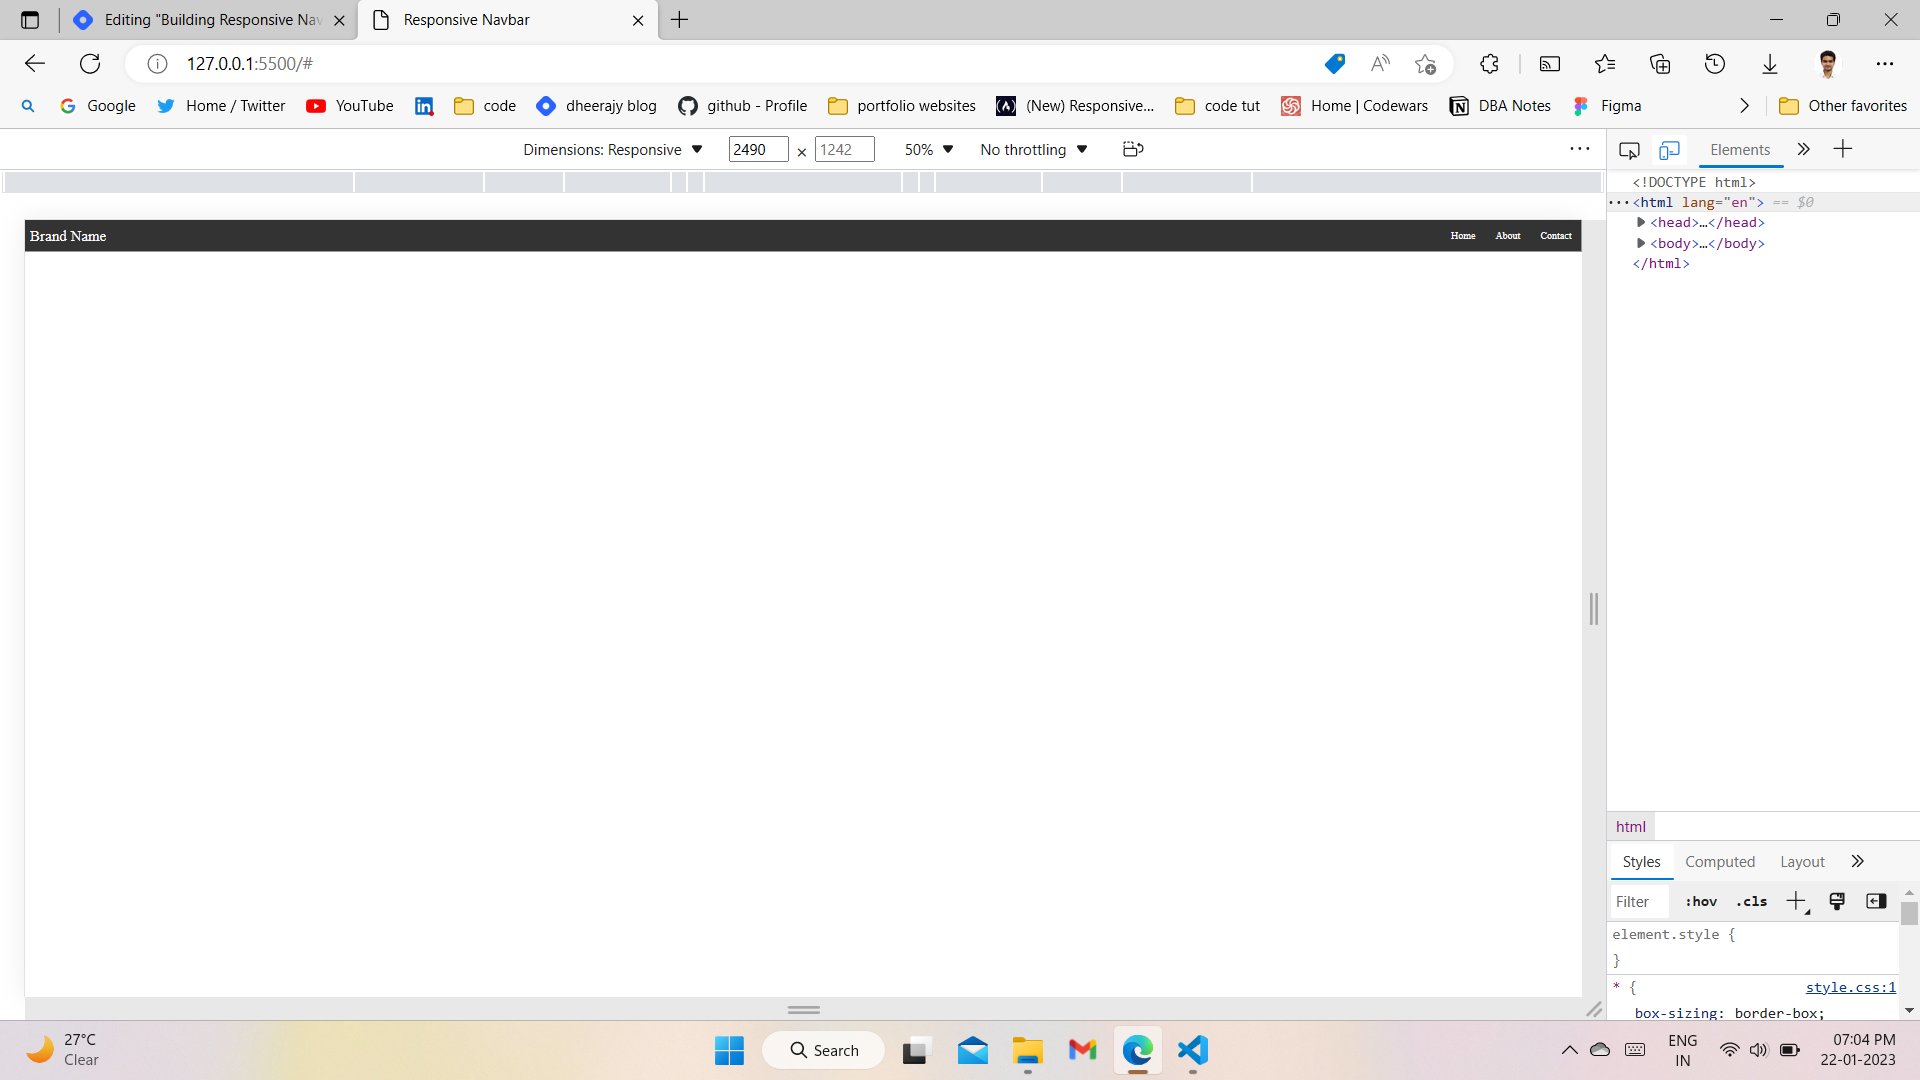 Editing "Building Responsive Nav
Responsive Navbar
127.0.0.1:5500/#
Google
Home / Twitter
YouTube
code
dheerajy blog
github - Profile
portfolio websites
(New) Responsive...
code tut
Home | Codewars
DBA Notes
Figma
Other favorites
Dimensions: Responsive
2490 × 1242
50%
No throttling
Elements
Brand Name
Home
About
Contact
<!DOCTYPE html>
<html lang="en"> == $0
<head>…</head>
<body>…</body>
</html>
html
Styles
Computed
Layout
Filter
:hov
.cls
element.style {
}
* {
style.css:1
box-sizing: border-box;
27°C
Clear
Search
ENG
IN
07:04 PM
22-01-2023